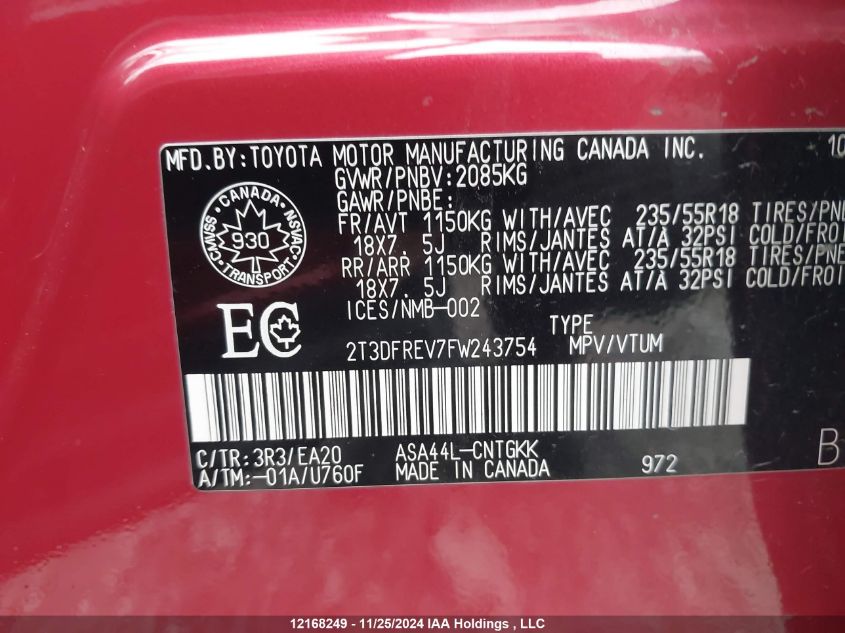 MFD.BY:TOYOTA MOTOR MANUFACTURING CANADA INC. 10
GVWR/PNBV:2085KG
GAWR/PNBE:
FR/AVT 1150KG WITH/AVEC 235/55R18 TIRES/PNE
18X7. 5J RIMS/JANTES AT/À 32PSI COLD/FROI
RR/ARR 1150KG WITH/AVEC 235/55R18 TIRES/PNE
18X7. 5J RIMS/JANTES AT/À 32PSI COLD/FROI
ICES/NMB-002
CANADA
CMVSS NSVAC
930
TRANSPORT
EC
TYPE
2T3DFREV7FW243754 MPV/VTUM
C/TR:3R3/EA20 ASA44L-CNTGKK
A/TM:-01A/U760F MADE IN CANADA 972 B
12168249 - 11/25/2024 IAA Holdings , LLC